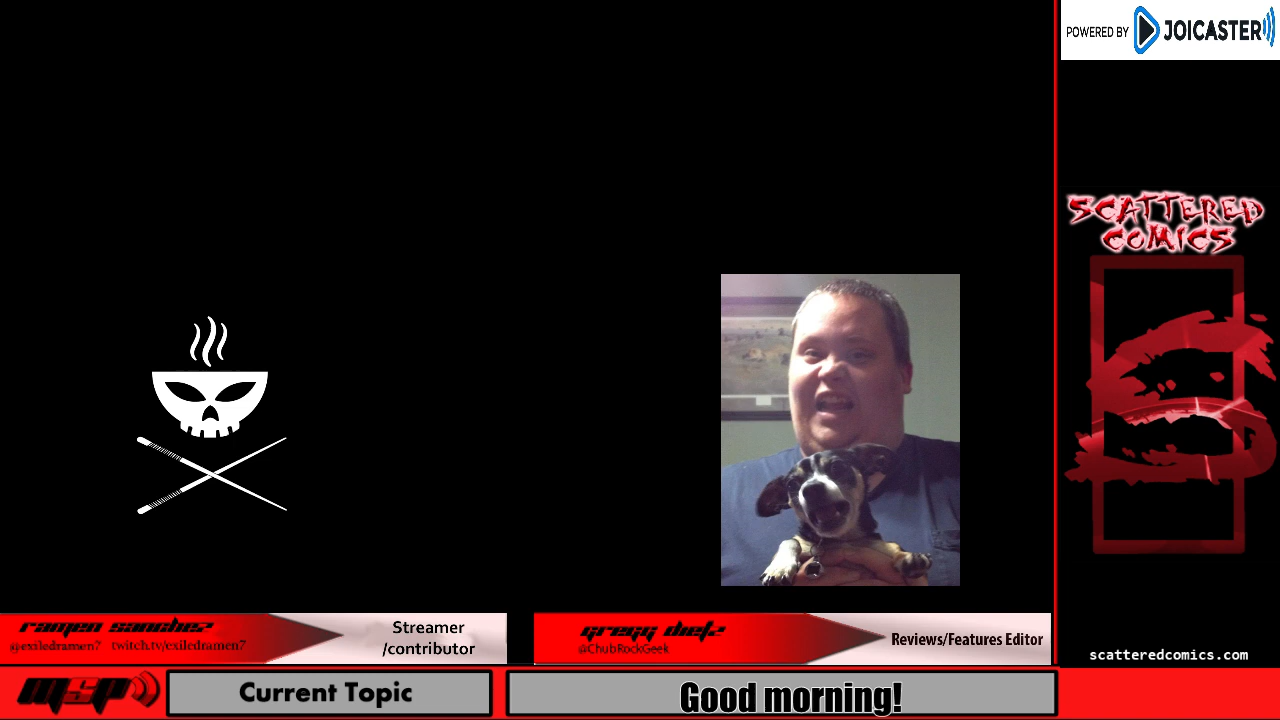 POWERED BY JOICASTER
SCATTERED
COMICS
Ramen Sanchez
@exiledramen7 twitch.tv/exiledramen7
Streamer
/contributor
Gregg Dietz
@ChubRockGeek
Reviews/Features Editor
scatteredcomics.com
MSP
Current Topic
Good morning!